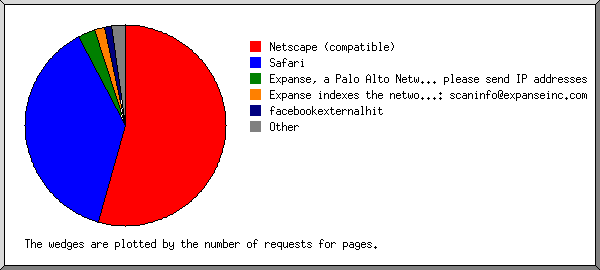 Netscape (compatible)
Safari
Expanse, a Palo Alto Netw... please send IP addresses
Expanse indexes the netwo...: scaninfo@expanseinc.com
facebookexternalhit
Other
The wedges are plotted by the number of requests for pages.